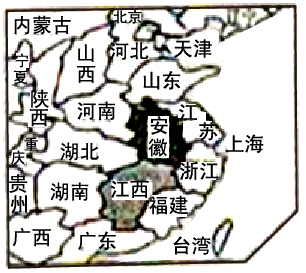 内蒙古
北京
天津
河北
山西
宁夏
陕西
山东
河南
江苏
安徽
上海
重庆
湖北
浙江
贵州
湖南
江西
福建
广西
广东
台湾